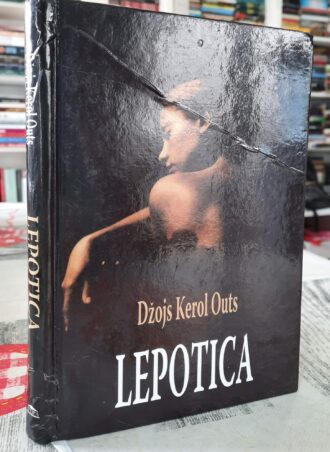 Džojs Kerol Outs
LEPOTICA
Džojs Kerol Outs
LEPOTICA